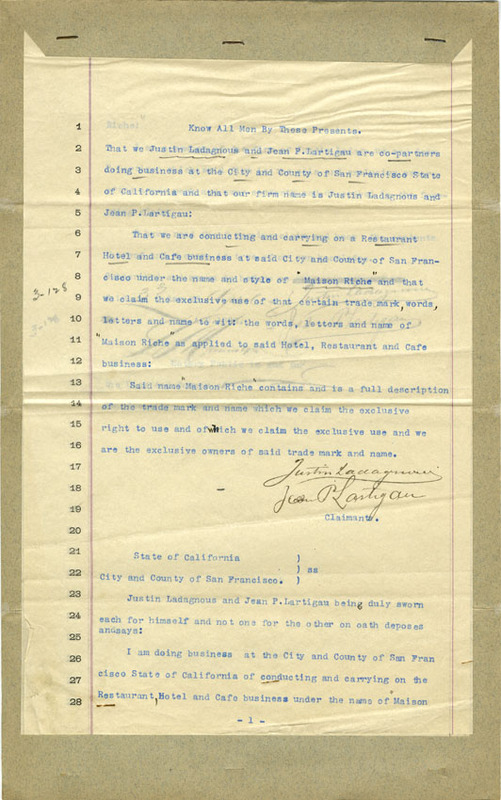 1 Know All Men By These Presents.
2 That we Justin Ladagnous and Jean P.Lartigau are co-partners
3 doing business at the City and County of San Francisco State
4 of California and that our firm name is Justin Ladagnous and
5 Jean P.Lartigau:
6 That we are conducting and carrying on a Restaurant
7 Hotel and Cafe business at said City and County of San Fran-
8 cisco under the name and style of "Maison Riche" and that
3-128
9 we claim the exclusive use of that certain trade mark, words,
10 letters and name to wit: the words, letters and name of
11 "Maison Riche" as applied to said Hotel, Restaurant and Cafe
12 business:
13 Said name "Maison Riche" contains and is a full description
14 of the trade mark and name which we claim the exclusive
15 right to use and of which we claim the exclusive use and we
16 are the exclusive owners of said trade mark and name.
17 Justin Ladagnous
18 Jean P Lartigau
19 Claimants.
20
21 State of California )
22 ) ss
City and County of San Francisco. )
23 Justin Ladagnous and Jean P.Lartigau being duly sworn
24 each for himself and not one for the other on oath deposes
25 andsays:
26 I am doing business at the City and County of San Fran
27 cisco State of California of conducting and carrying on the
28 Restaurant, Hotel and Cafe business under the name of Maison
- 1 -